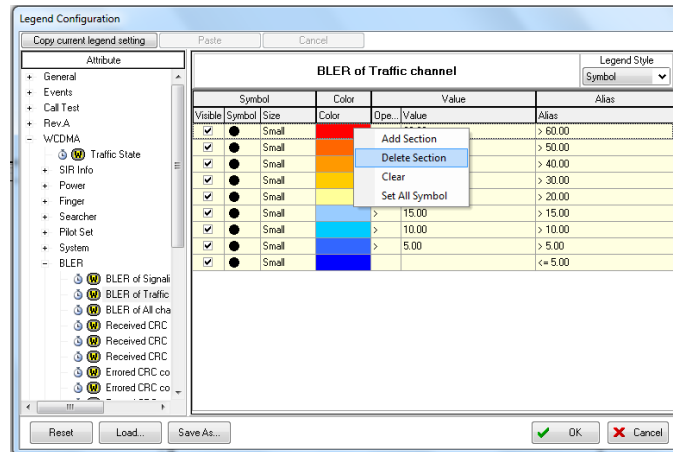 Legend Configuration
Copy current legend setting Paste Cancel
Attribute
+ General
+ Events
+ Call Test
+ Rev.A
- WCDMA
W Traffic State
+ SIR Info
+ Power
+ Finger
+ Searcher
+ Pilot Set
+ System
- BLER
W BLER of Signali
W BLER of Traffic
W BLER of All cha
W Received CRC
W Received CRC
W Received CRC
W Errored CRC co
W Errored CRC co
BLER of Traffic channel
Legend Style
Symbol
Symbol Color Value Alias
Visible Symbol Size Color Ope... Value Alias
Small > 60.00
Small > 50.00
Small > 40.00
Small > 30.00
Small > 20.00
Small > 15.00 > 15.00
Small > 10.00 > 10.00
Small > 5.00 > 5.00
Small <= 5.00
Add Section
Delete Section
Clear
Set All Symbol
Reset Load... Save As... OK Cancel